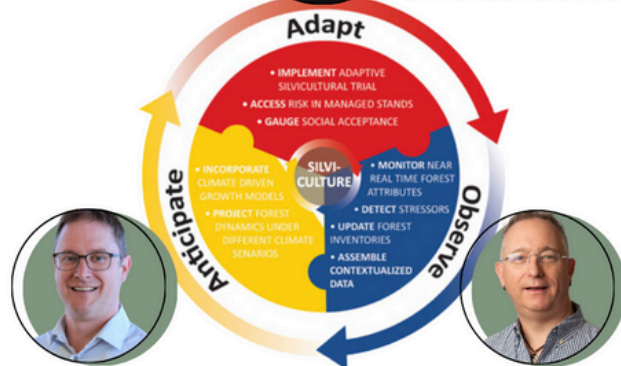 Adapt
• IMPLEMENT ADAPTIVE
SILVICULTURAL TRIAL
• ACCESS RISK IN MANAGED STANDS
• GAUGE SOCIAL ACCEPTANCE
Anticipate
• INCORPORATE
CLIMATE DRIVEN
GROWTH MODELS
• PROJECT FOREST
DYNAMICS UNDER
DIFFERENT CLIMATE
SENARIOS
SILVI-
CULTURE
Observe
• MONITOR NEAR
REAL TIME FOREST
ATTRIBUTES
• DETECT STRESSORS
• UPDATE FOREST
INVENTORIES
• ASSEMBLE
CONTEXTUALIZED
DATA